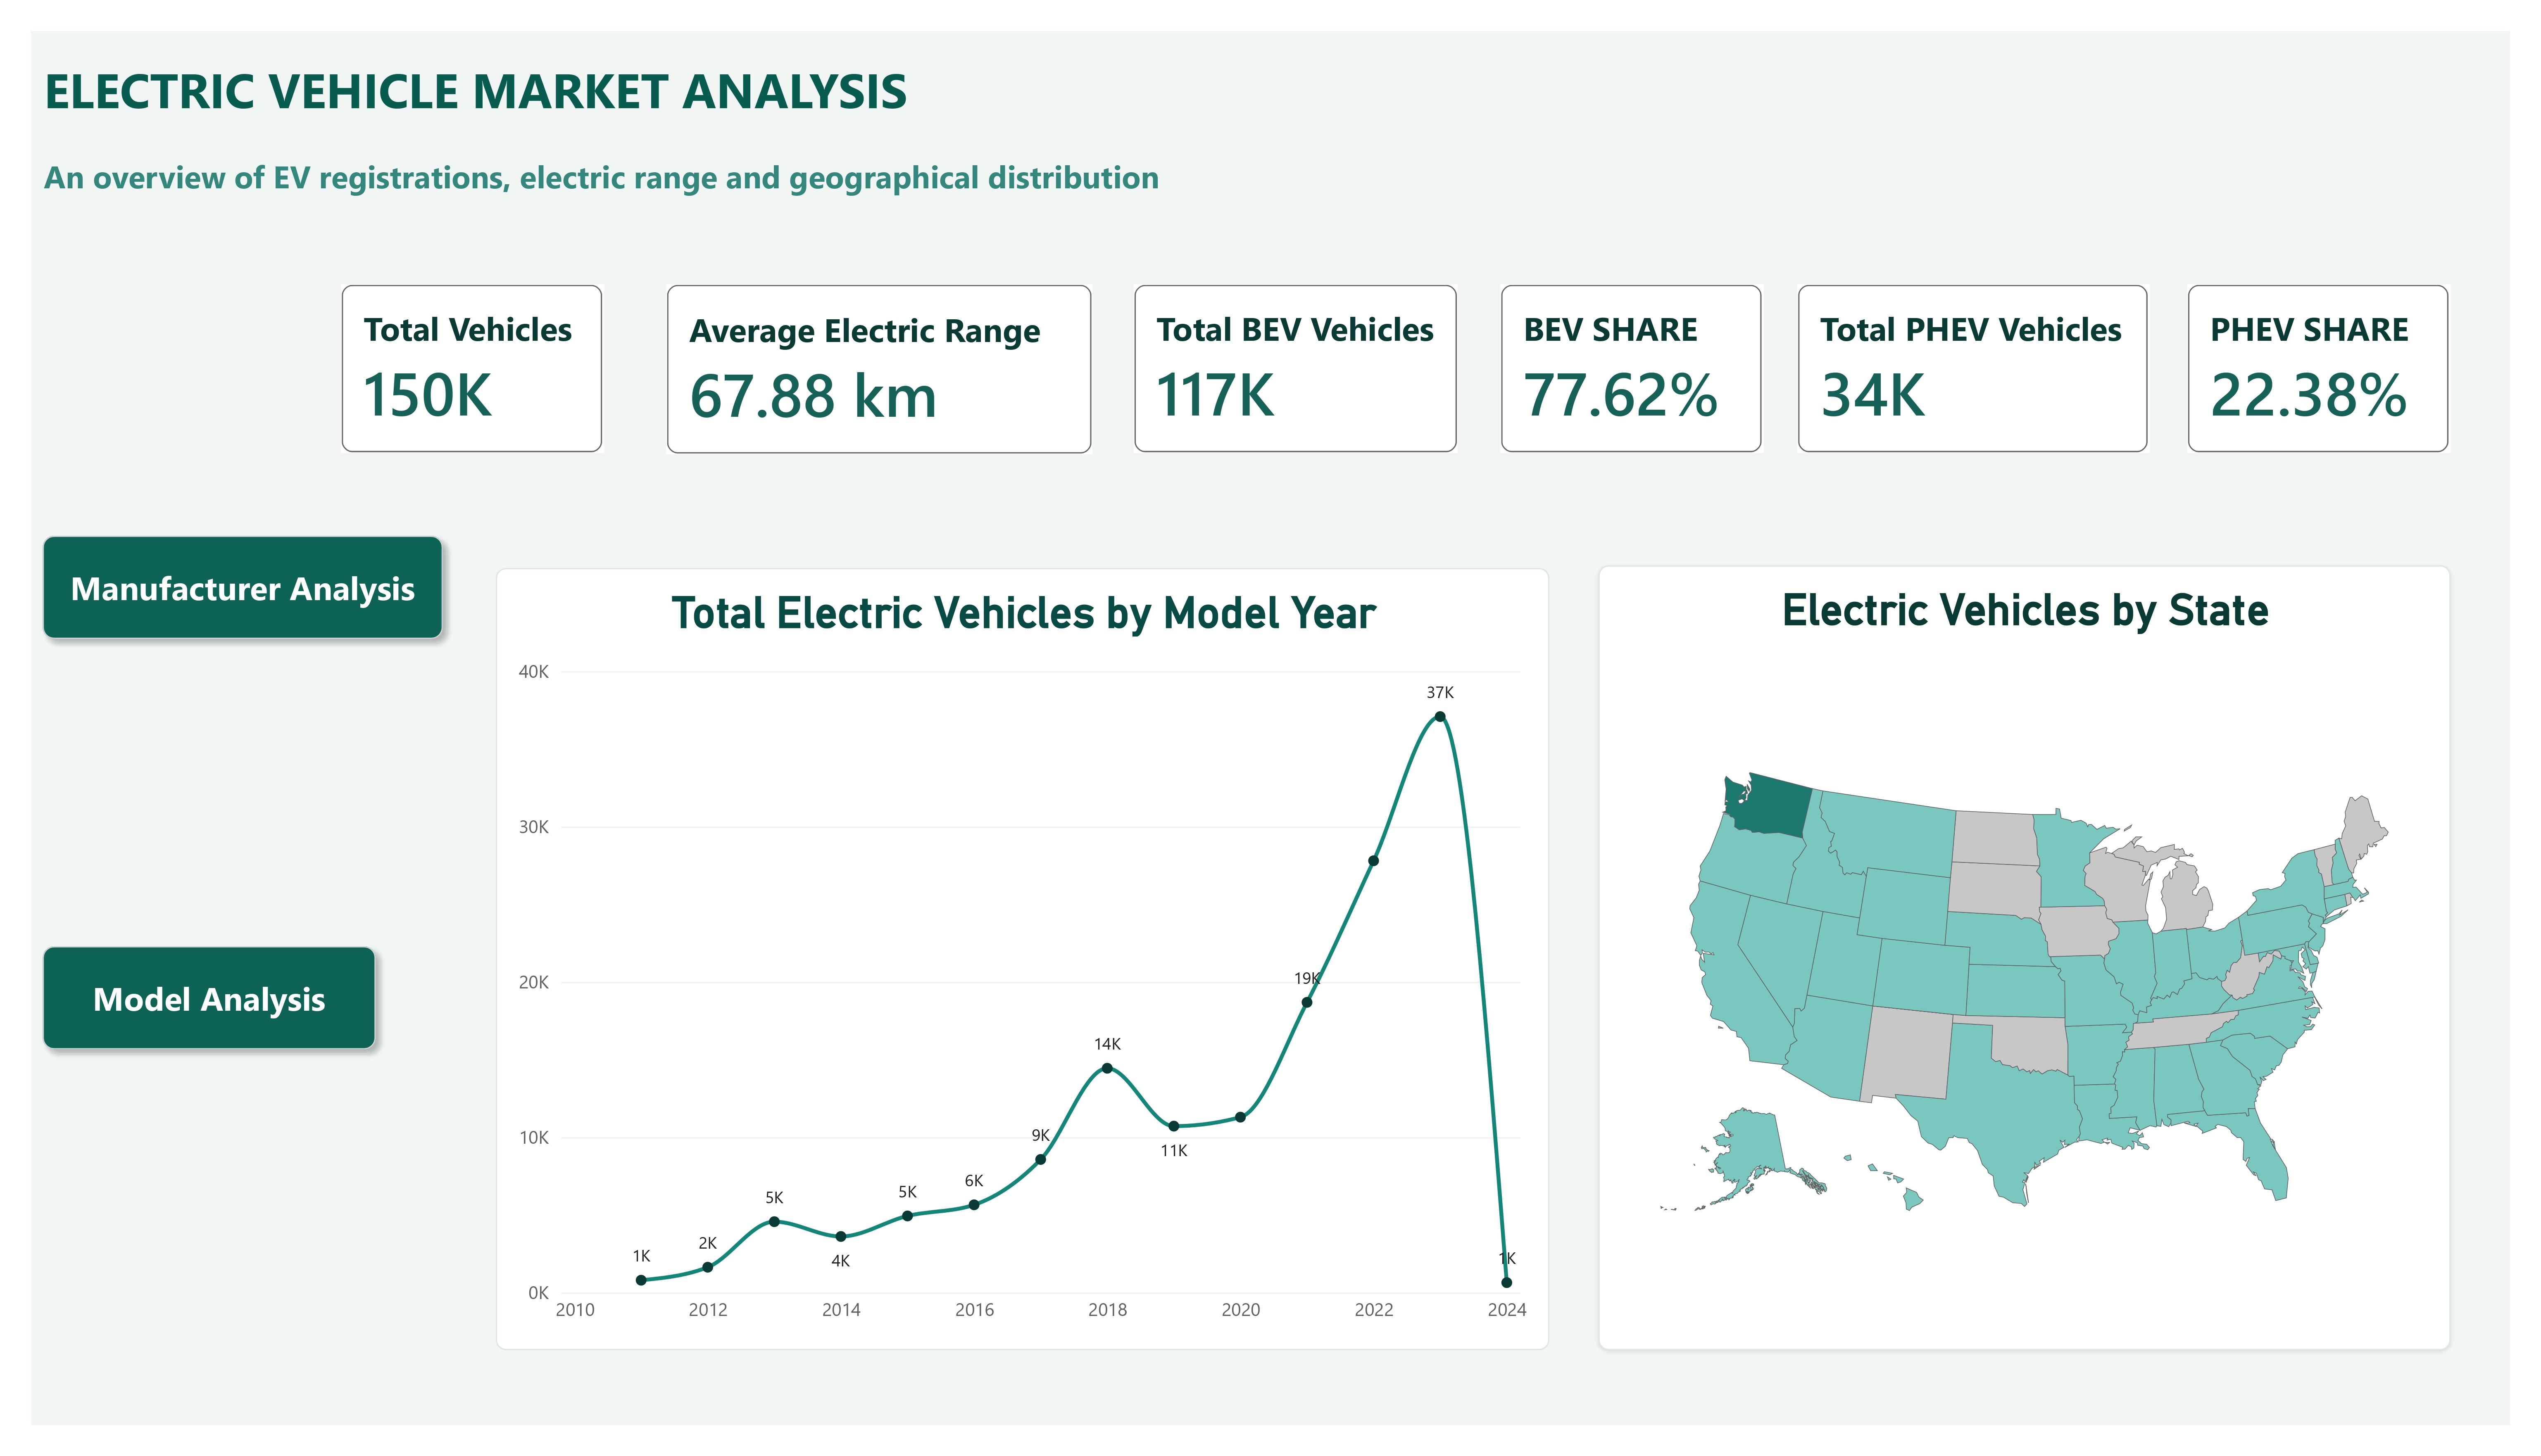 ELECTRIC VEHICLE MARKET ANALYSIS
An overview of EV registrations, electric range and geographical distribution
Total Vehicles
150K
Average Electric Range
67.88 km
Total BEV Vehicles
117K
BEV SHARE
77.62%
Total PHEV Vehicles
34K
PHEV SHARE
22.38%
Manufacturer Analysis
Model Analysis
Total Electric Vehicles by Model Year
40K
30K
20K
10K
0K
1K
2K
5K
4K
5K
6K
9K
14K
11K
19K
37K
1K
2010
2012
2014
2016
2018
2020
2022
2024
Electric Vehicles by State